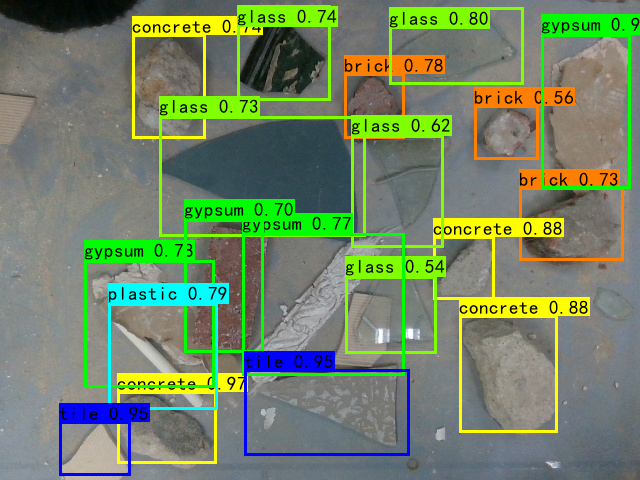 glass 0.74
glass 0.80
concrete 0.74
gypsum 0.9
brick 0.78
brick 0.56
glass 0.73
glass 0.62
brick 0.73
gypsum 0.70
gypsum 0.77
concrete 0.88
gypsum 0.73
glass 0.54
plastic 0.79
concrete 0.88
tile 0.95
concrete 0.97
tile 0.95